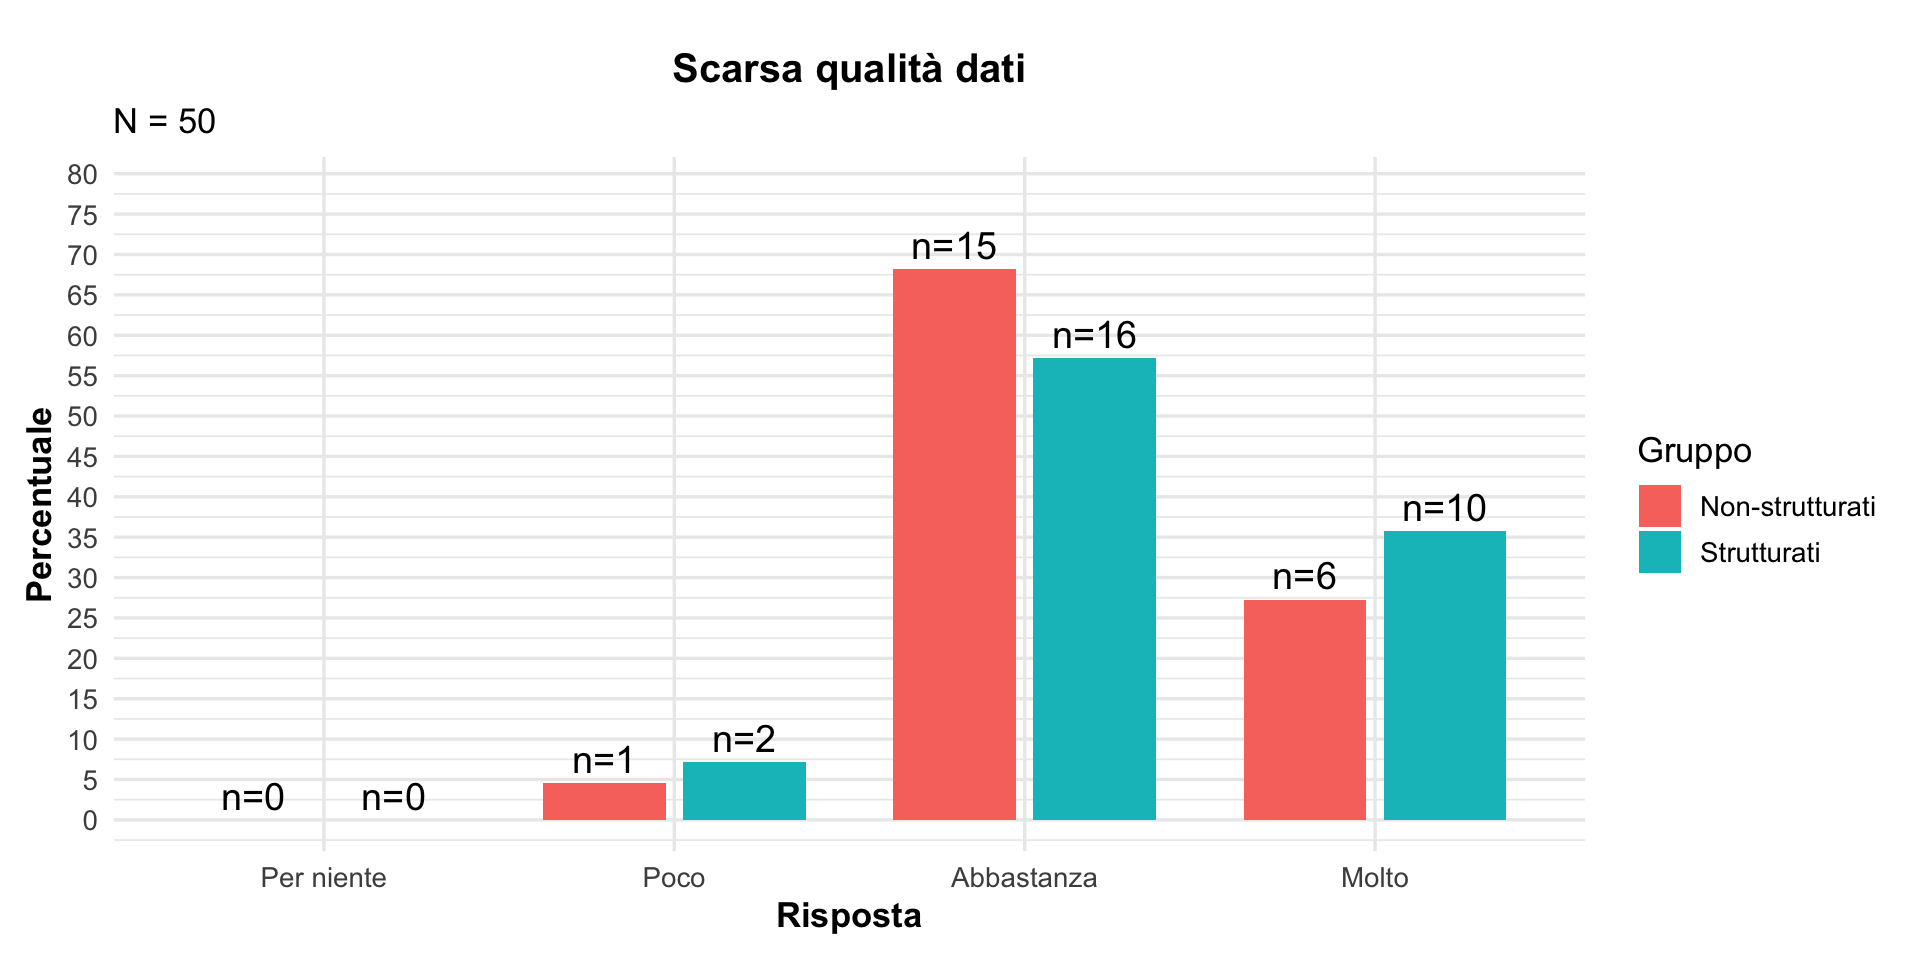 Scarsa qualità dati
N = 50
Percentuale
80
75
70
65
60
55
50
45
40
35
30
25
20
15
10
5
0
n=0
n=0
n=1
n=2
n=15
n=16
n=6
n=10
Per niente
Poco
Abbastanza
Molto
Risposta
Gruppo
Non-strutturati
Strutturati